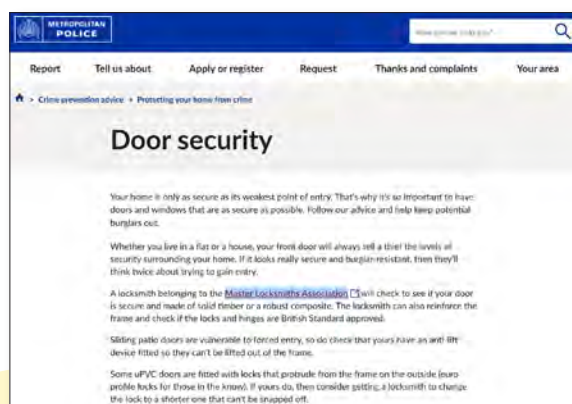 METROPOLITAN
POLICE
Report Tell us about Apply or register Request Thanks and complaints Your area
> Crime prevention advice > Protecting your home from crime
Door security
Your home is only as secure as its weakest point of entry. That's why it's so important to have
doors and windows that are as secure as possible. Follow our advice and help keep potential
burglars out.
Whether you live in a flat or a house, your front door will always tell a thief the levels of
security surrounding your home. If it looks really secure and burglar-resistant, then they'll
think twice about trying to gain entry.
A locksmith belonging to the Master Locksmiths Association will check to see if your door
is secure and made of solid timber or a robust composite. The locksmith can also reinforce the
frame and check if the locks and hinges are British Standard approved.
Sliding patio doors are vulnerable to forced entry, so do check that yours have an anti-lift
device fitted so they can't be lifted out of the frame.
Some uPVC doors are fitted with locks that protrude from the frame on the outside (euro
profile locks for those in the know). If yours do, then consider getting a locksmith to change
the lock to a shorter one that can't be snapped off.